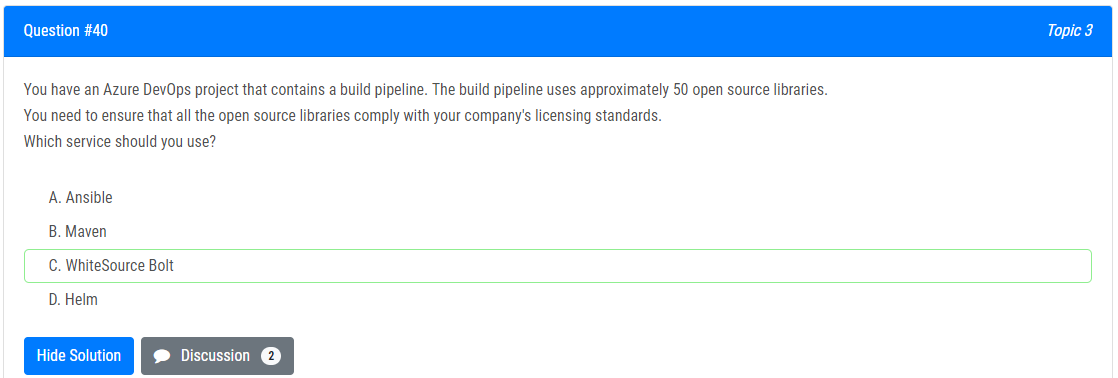 Question #40
Topic 3
You have an Azure DevOps project that contains a build pipeline. The build pipeline uses approximately 50 open source libraries.
You need to ensure that all the open source libraries comply with your company's licensing standards.
Which service should you use?
A. Ansible
B. Maven
C. WhiteSource Bolt
D. Helm
Hide Solution
Discussion 2